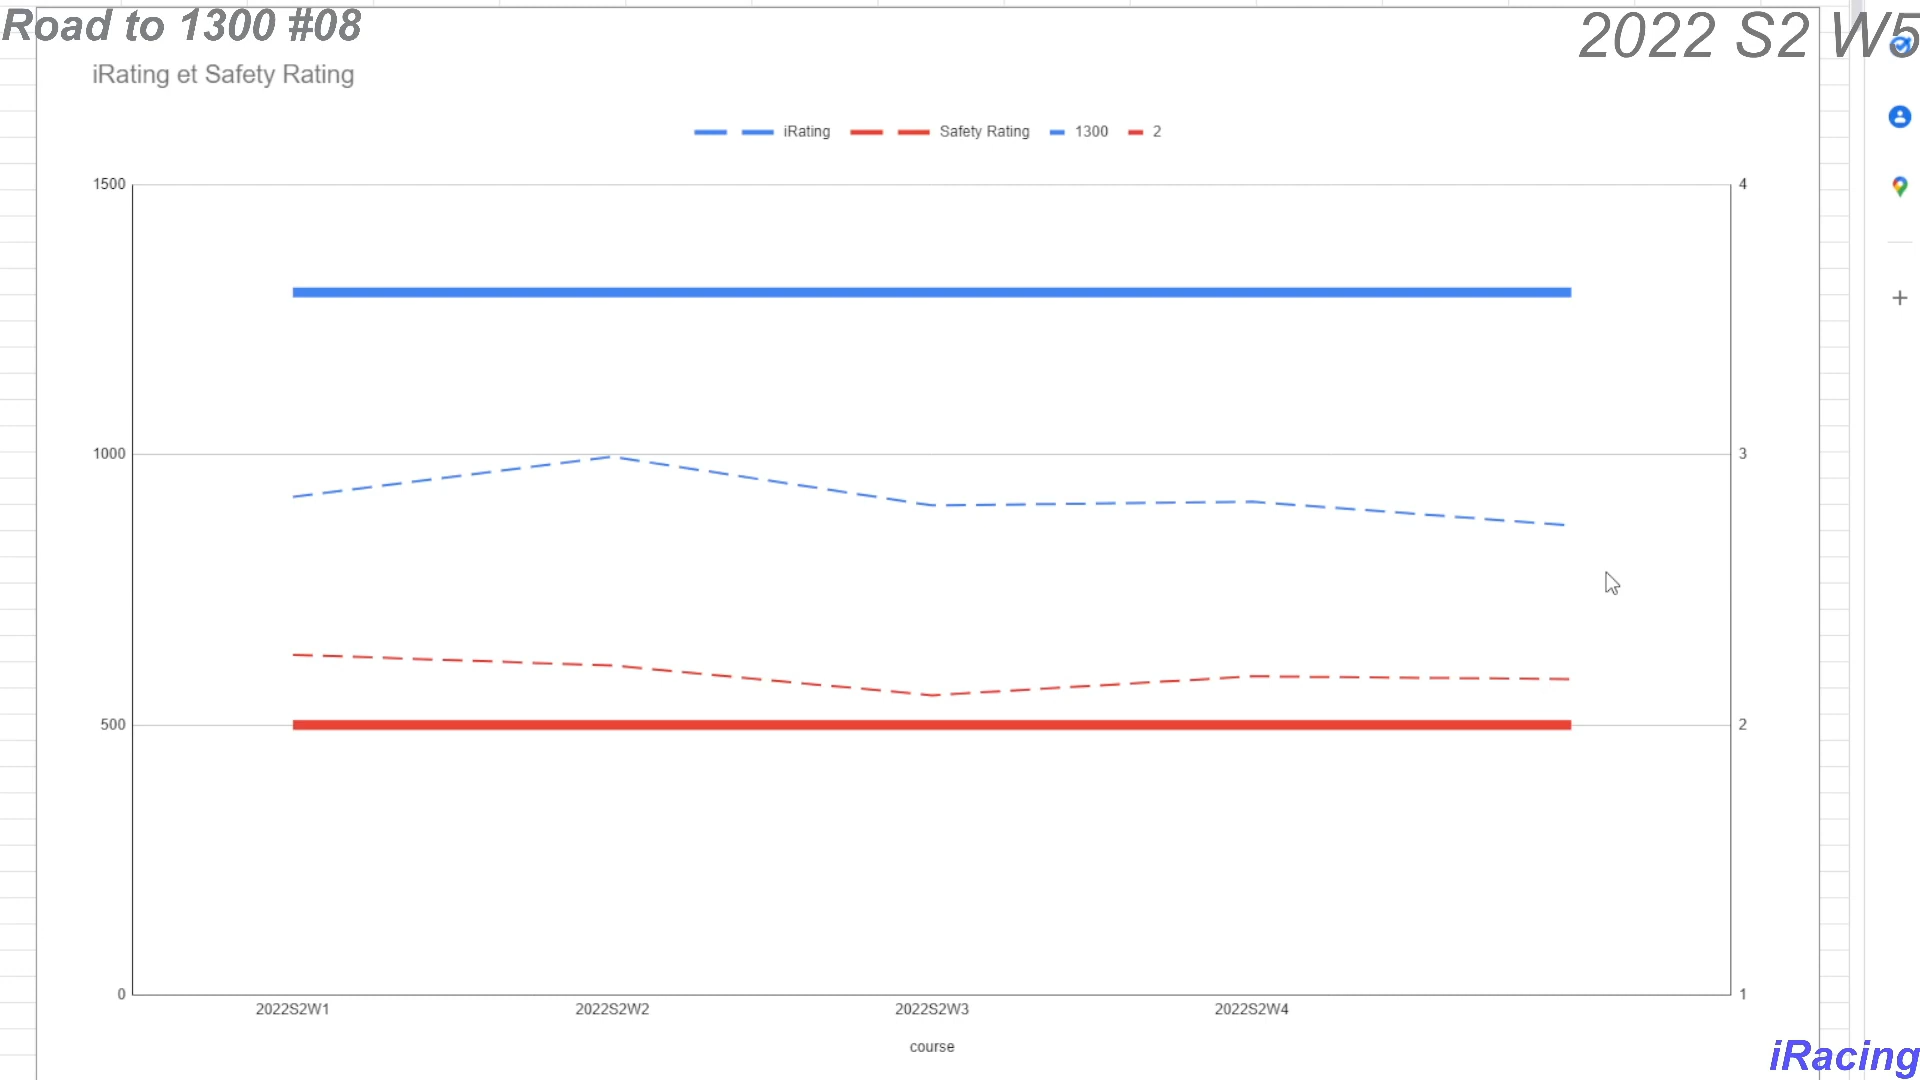 Road to 1300 #08
2022 S2 W5
iRating et Safety Rating
iRating Safety Rating 1300 2
1500
4
1000
3
500
2
0
1
2022S2W1 2022S2W2 2022S2W3 2022S2W4
course
iRacing